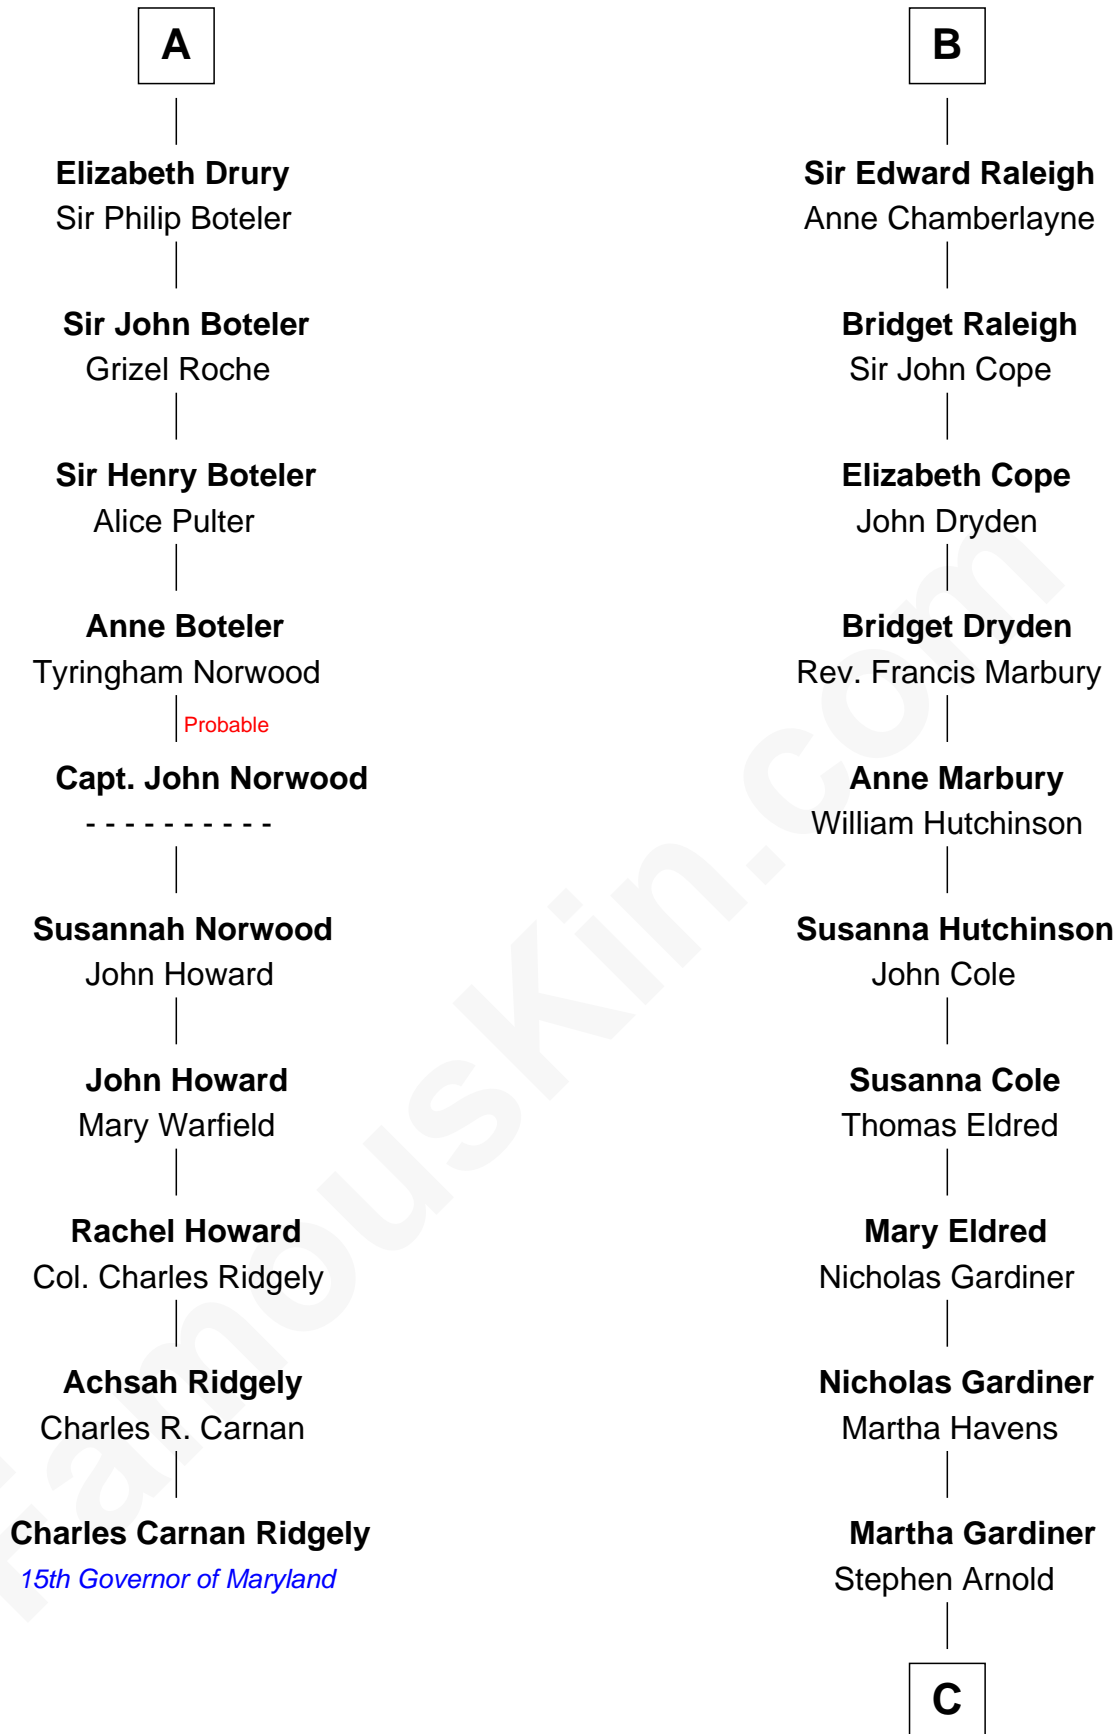 A
Elizabeth Drury
Sir Philip Boteler
Sir John Boteler
Grizel Roche
Sir Henry Boteler
Alice Pulter
Anne Boteler
Tyringham Norwood
Probable
Capt. John Norwood
- - - - - - - - - -
Susannah Norwood
John Howard
John Howard
Mary Warfield
Rachel Howard
Col. Charles Ridgely
Achsah Ridgely
Charles R. Carnan
Charles Carnan Ridgely
15th Governor of Maryland
B
Sir Edward Raleigh
Anne Chamberlayne
Bridget Raleigh
Sir John Cope
Elizabeth Cope
John Dryden
Bridget Dryden
Rev. Francis Marbury
Anne Marbury
William Hutchinson
Susanna Hutchinson
John Cole
Susanna Cole
Thomas Eldred
Mary Eldred
Nicholas Gardiner
Nicholas Gardiner
Martha Havens
Martha Gardiner
Stephen Arnold
C
FamousKin.com